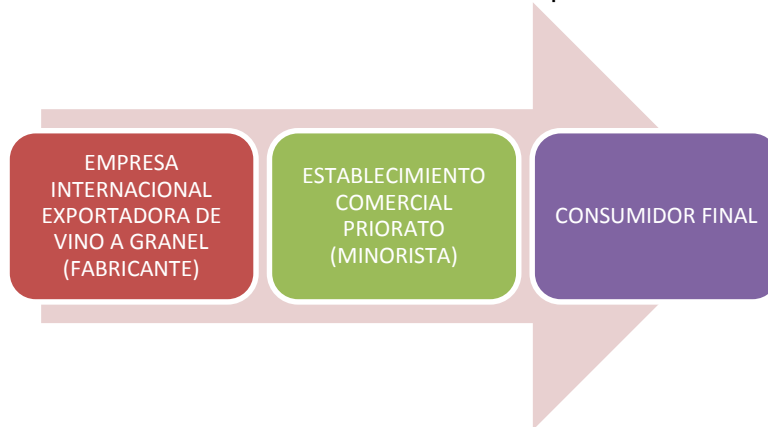 EMPRESA
INTERNACIONAL
EXPORTADORA DE
VINO A GRANEL
(FABRICANTE)
ESTABLECIMIENTO
COMERCIAL
PRIORATO
(MINORISTA)
CONSUMIDOR FINAL